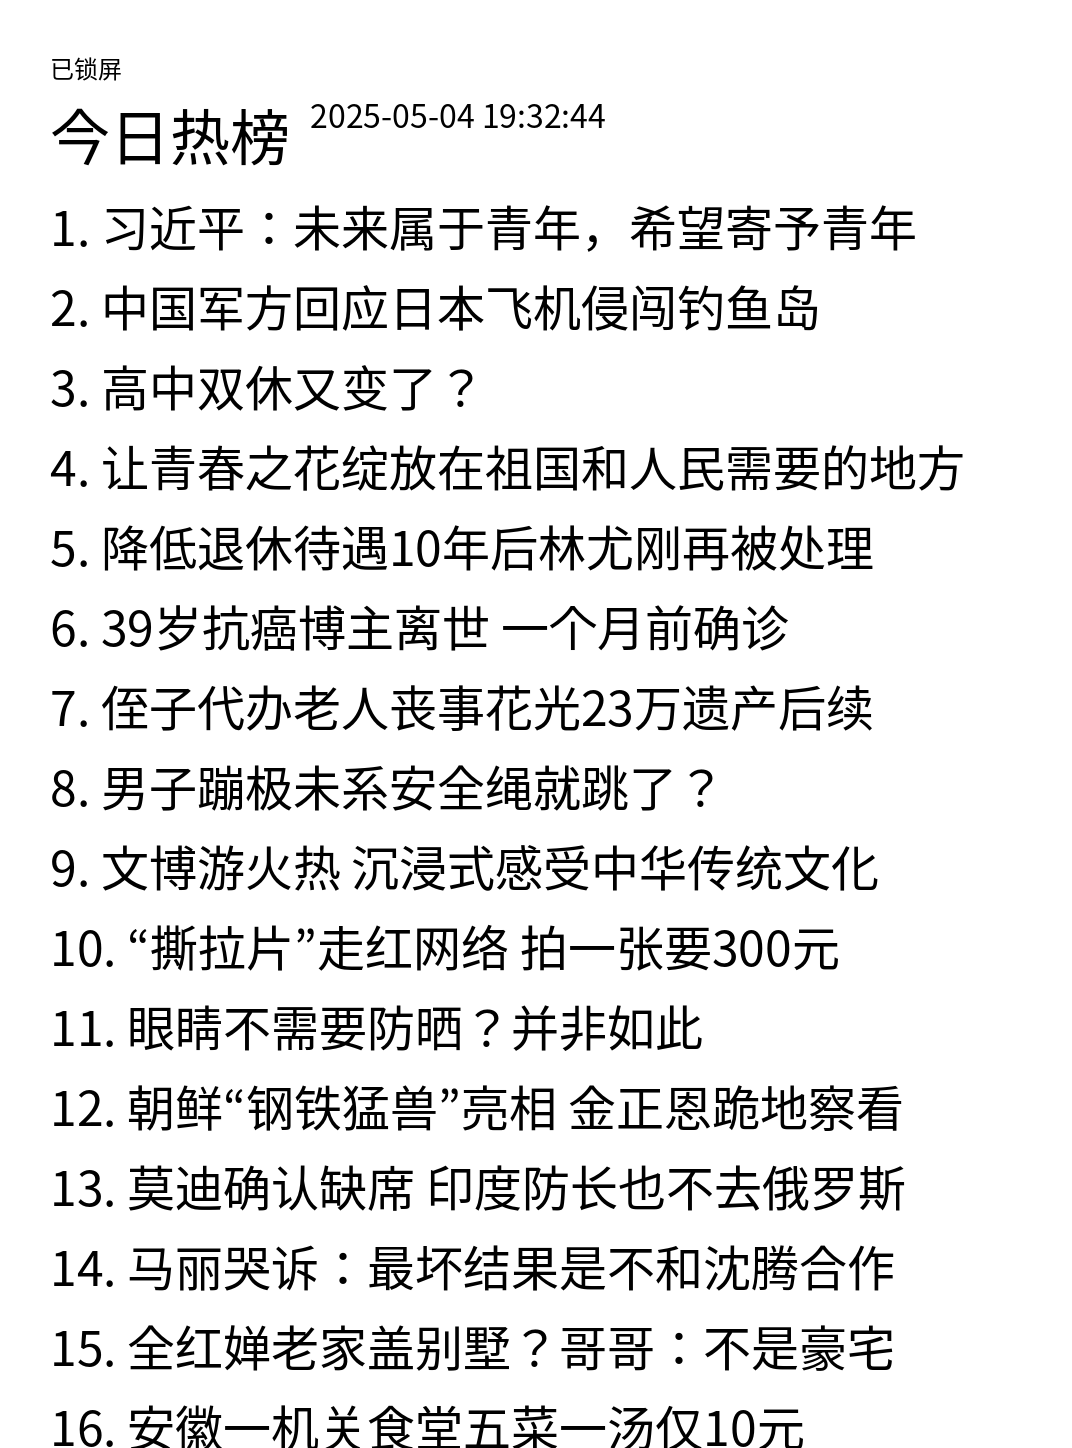 已锁屏
今日热榜 2025-05-04 19:32:44
1. 习近平：未来属于青年，希望寄予青年
2. 中国军方回应日本飞机侵闯钓鱼岛
3. 高中双休又变了？
4. 让青春之花绽放在祖国和人民需要的地方
5. 降低退休待遇10年后林尤刚再被处理
6. 39岁抗癌博主离世 一个月前确诊
7. 侄子代办老人丧事花光23万遗产后续
8. 男子蹦极未系安全绳就跳了？
9. 文博游火热 沉浸式感受中华传统文化
10. “撕拉片”走红网络 拍一张要300元
11. 眼睛不需要防晒？并非如此
12. 朝鲜“钢铁猛兽”亮相 金正恩跪地察看
13. 莫迪确认缺席 印度防长也不去俄罗斯
14. 马丽哭诉：最坏结果是不和沈腾合作
15. 全红婵老家盖别墅？哥哥：不是豪宅
16. 安徽一机关食堂五菜一汤仅10元